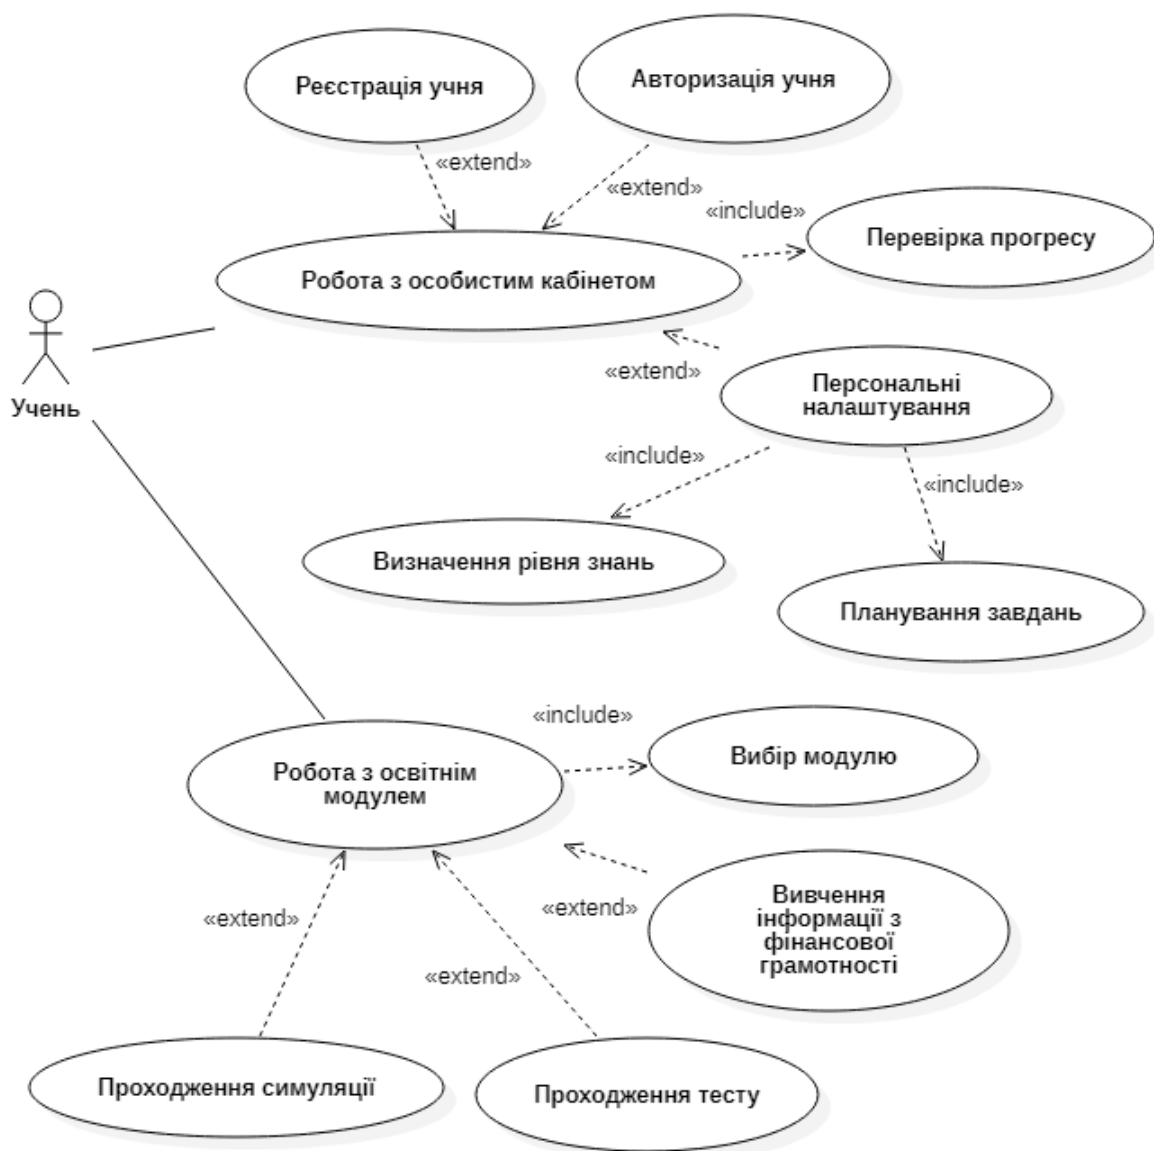 Реєстрація учня
Авторизація учня
«extend»
«extend»
«include»
Перевірка прогресу
Робота з особистим кабінетом
Учень
«extend»
Персональні
налаштування
«include»
«include»
Визначення рівня знань
Планування завдань
«include»
Робота з освітнім
модулем
Вибір модулю
«extend»
Вивчення
інформації з
фінансової
грамотності
«extend»
«extend»
Проходження симуляції
Проходження тесту